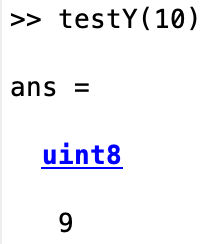 >> testY(10)
ans =
uint8
9